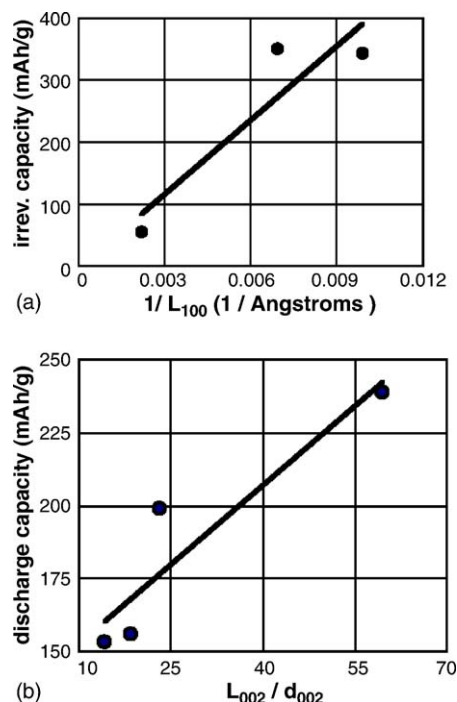 400
300
200
100
0
irrev. capacity (mAh/g)
0 0.003 0.006 0.009 0.012
(a) 1/ L₁₀₀ (1 / Angstroms )
250
225
200
175
150
discharge capacity (mAh/g)
10 25 40 55 70
(b) L₀₀₂ / d₀₀₂